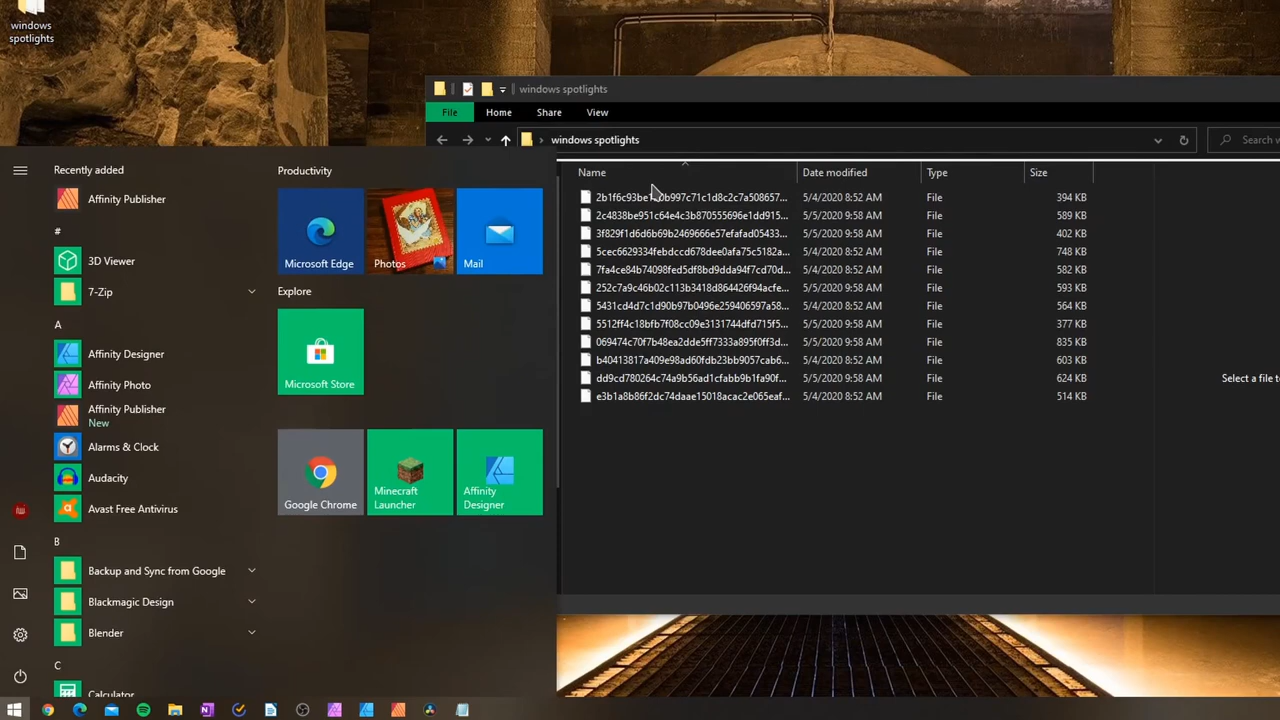 windows
spotlights
windows spotlights
File Home Share View
windows spotlights
Search w
Name Date modified Type Size
2b1f6c93be 5/4/2020 8:52 AM File 394 KB
2c4838be951c64e4c3b870555696e1dd915... 5/4/2020 8:52 AM File 589 KB
3f829f1d6d6b69b2469666e57efafad05433... 5/4/2020 8:52 AM File 402 KB
5cec6629334febdccd678dee0afa75c5182a... 5/4/2020 8:52 AM File 748 KB
7fa4ce84b74098fed5df8bd9dda94f7cd70d... 5/4/2020 8:52 AM File 582 KB
252c7a9c46b02c113b3418d864426f94acfe... 5/5/2020 9:58 AM File 593 KB
5431cd4d7c1d90b97b0496e259406597a58... 5/4/2020 8:52 AM File 564 KB
5512ff4c18bfb7f08cc09e3131744dfd715f5... 5/5/2020 9:58 AM File 377 KB
069474c70f7b48ea2dde5ff7333a895f0ff3d... 5/5/2020 9:58 AM File 835 KB
b40413817a409e98ad60fdb23bb9057cab6... 5/4/2020 8:52 AM File 603 KB
dd9cd780264c74a9b56ad1cfabb9b1fa90f... 5/5/2020 9:58 AM File 624 KB
e3b1a8b86f2dc74daae15018acac2e065eaf... 5/4/2020 8:52 AM File 514 KB
Select a file t
Recently added
Affinity Publisher
#
3D Viewer
7-Zip
A
Affinity Designer
Affinity Photo
Affinity Publisher
New
Alarms & Clock
Audacity
Avast Free Antivirus
B
Backup and Sync from Google
Blackmagic Design
Blender
C
Calculator
Productivity
Microsoft Edge
Photos
Mail
Explore
Microsoft Store
Google Chrome
Minecraft
Launcher
Affinity
Designer